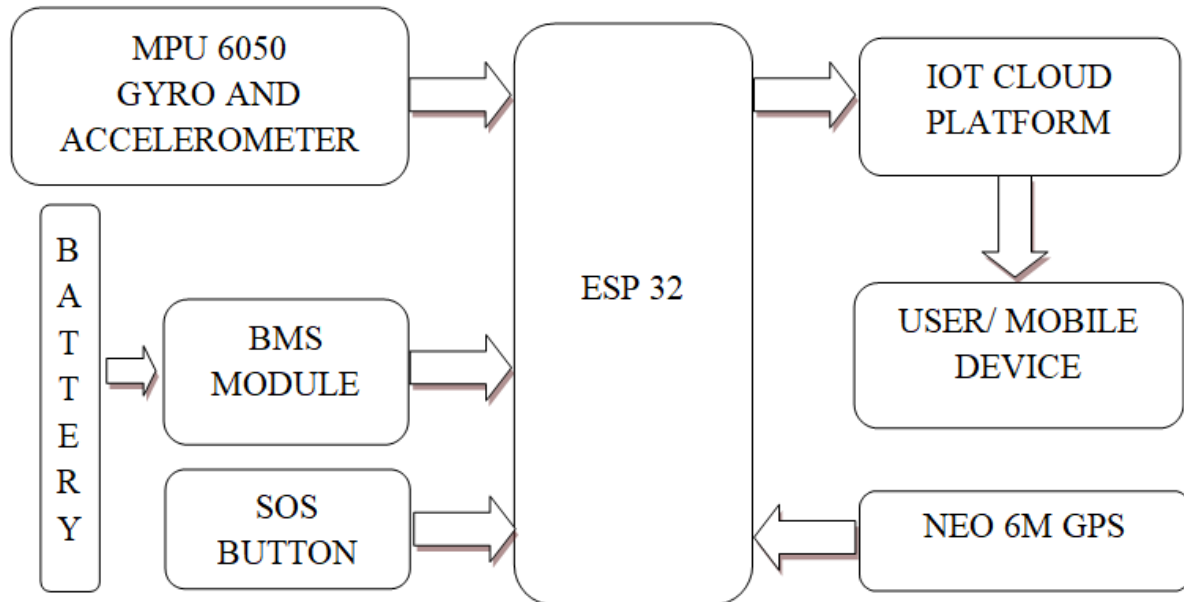 MPU 6050
GYRO AND
ACCELEROMETER
ESP 32
IOT CLOUD
PLATFORM
B
A
T
T
E
R
Y
BMS
MODULE
USER/ MOBILE
DEVICE
SOS
BUTTON
NEO 6M GPS